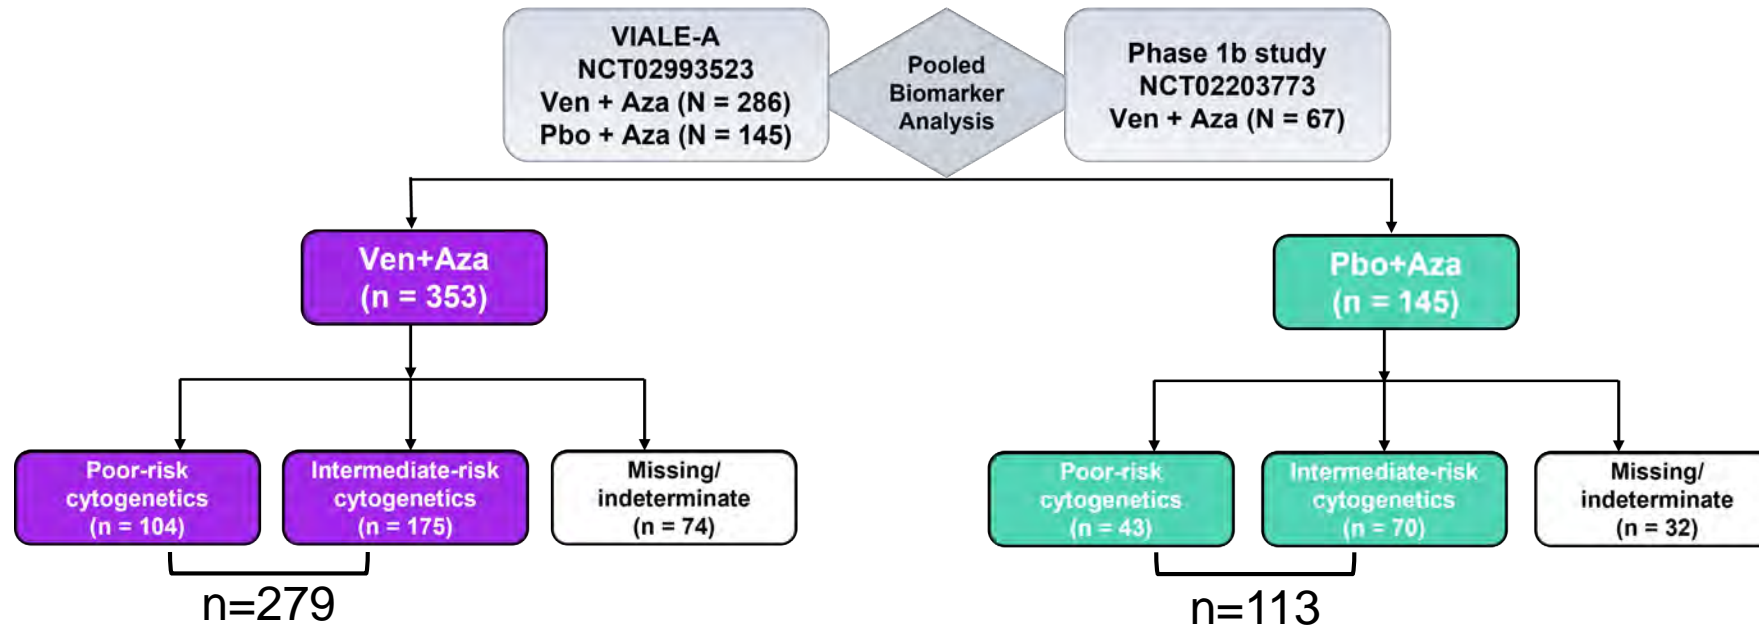 VIALE-A
NCT02993523
Ven + Aza (N = 286)
Pbo + Aza (N = 145)
Pooled
Biomarker
Analysis
Phase 1b study
NCT02203773
Ven + Aza (N = 67)
Ven+Aza
(n = 353)
Pbo+Aza
(n = 145)
Poor-risk
cytogenetics
(n = 104)
Intermediate-risk
cytogenetics
(n = 175)
Missing/
indeterminate
(n = 74)
Poor-risk
cytogenetics
(n = 43)
Intermediate-risk
cytogenetics
(n = 70)
Missing/
indeterminate
(n = 32)
n=279
n=113